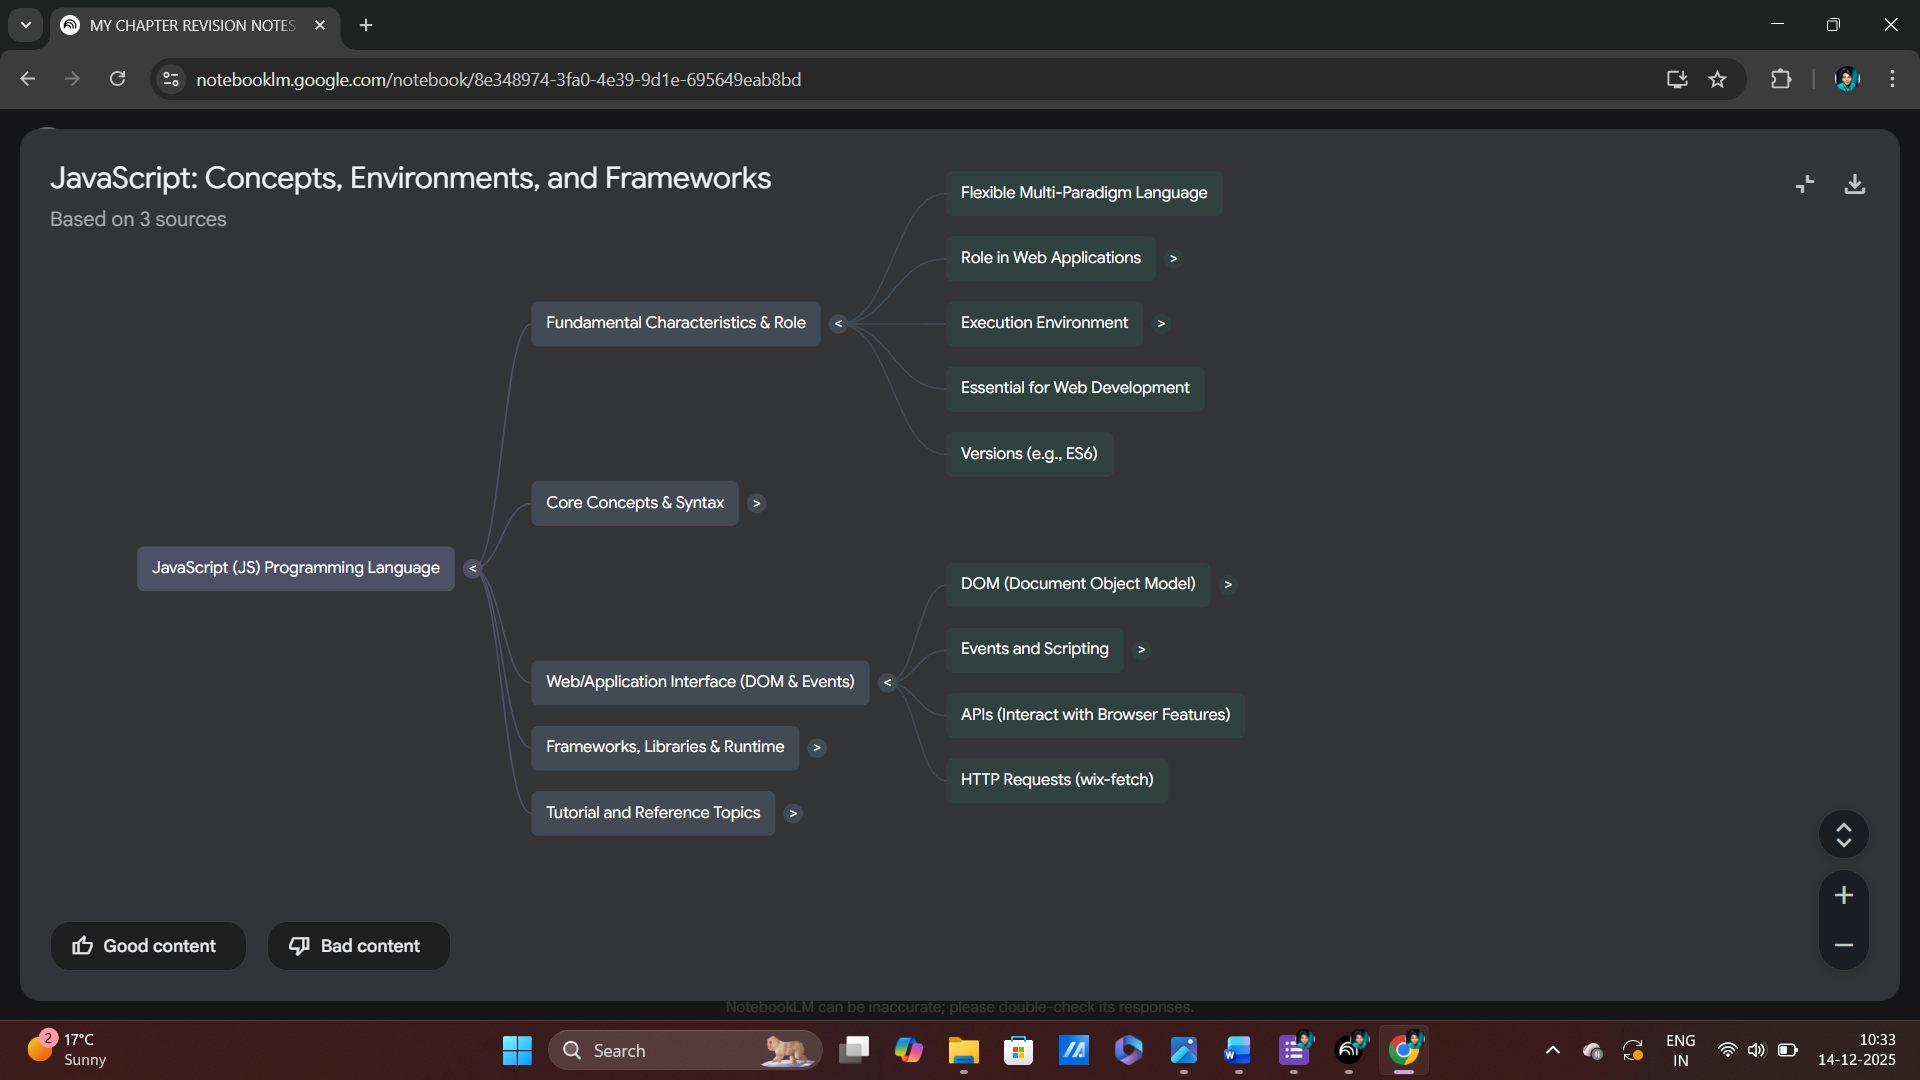 MY CHAPTER REVISION NOTES
notebooklm.google.com/notebook/8e348974-3fa0-4e39-9d1e-695649eab8bd
JavaScript: Concepts, Environments, and Frameworks
Based on 3 sources
Flexible Multi-Paradigm Language
Role in Web Applications >
Fundamental Characteristics & Role <
Execution Environment >
Essential for Web Development
Versions (e.g., ES6)
Core Concepts & Syntax >
JavaScript (JS) Programming Language <
DOM (Document Object Model) >
Events and Scripting >
Web/Application Interface (DOM & Events) <
APIs (Interact with Browser Features)
Frameworks, Libraries & Runtime >
HTTP Requests (wix-fetch)
Tutorial and Reference Topics >
Good content
Bad content
NotebookLM can be inaccurate; please double-check its responses.
2
17°C
Sunny
Search
W
ENG
IN
10:33
14-12-2025